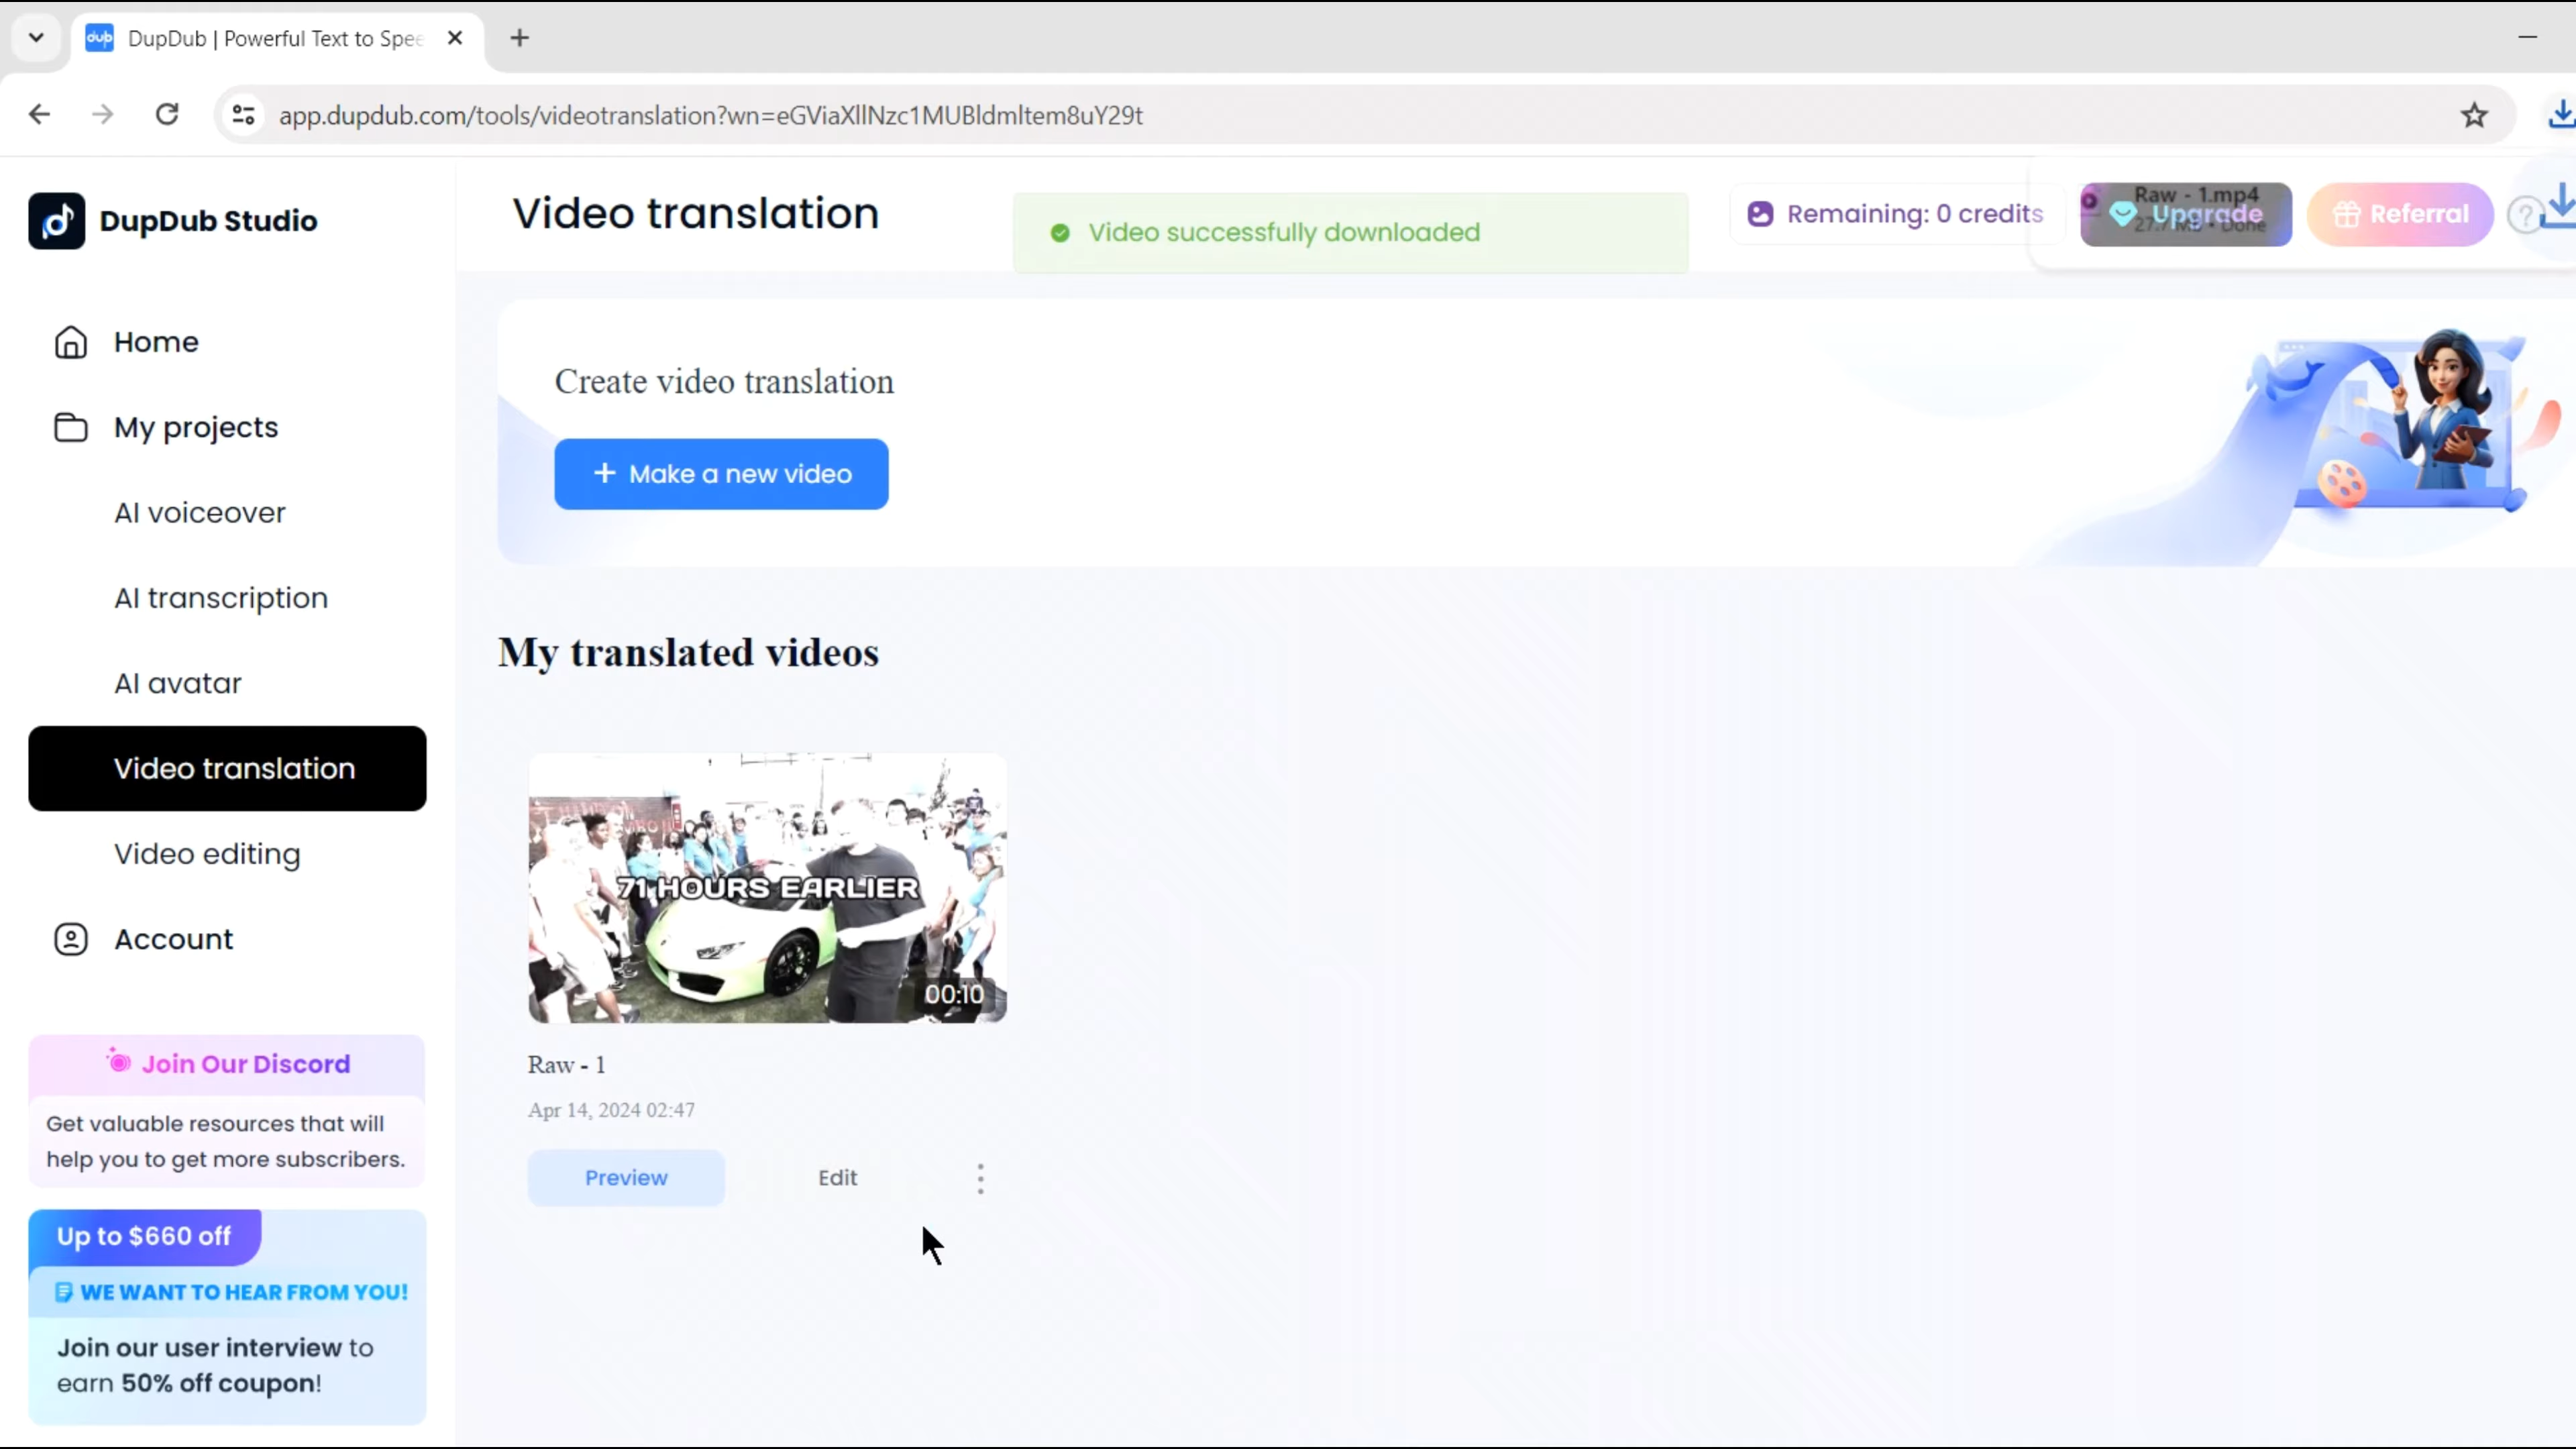 DupDub | Powerful Text to Spee
app.dupdub.com/tools/videotranslation?wn=eGViaXllNzc1MUBldmltem8uY29t
DupDub Studio
Video translation
Video successfully downloaded
Remaining: 0 credits
Raw - 1.mp4
Upgrade
27.7 MB • Done
Referral
Home
My projects
AI voiceover
AI transcription
AI avatar
Video translation
Video editing
Account
Create video translation
+ Make a new video
My translated videos
71 HOURS EARLIER
00:10
Raw - 1
Apr 14, 2024 02:47
Preview
Edit
Join Our Discord
Get valuable resources that will
help you to get more subscribers.
Up to $660 off
WE WANT TO HEAR FROM YOU!
Join our user interview to
earn 50% off coupon!